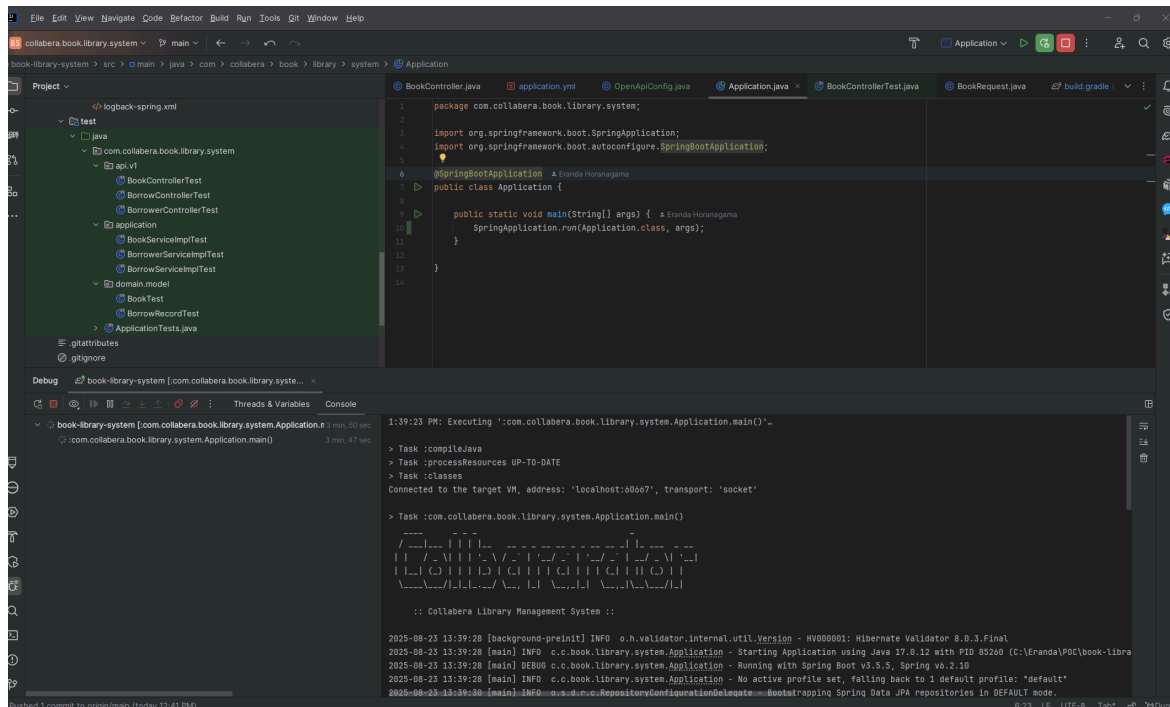 File Edit View Navigate Code Refactor Build Run Tools Git Window Help
BS collabera.book.library.system main Application
book-library-system > src > main > java > com > collabera > book > library > system > Application
Project
BookController.java application.yml OpenApiConfig.java Application.java BookControllerTest.java BookRequest.java build.gradle
logback-spring.xml
test
java
com.collabera.book.library.system
api.v1
BookControllerTest
BorrowControllerTest
BorrowerControllerTest
application
BookServiceImplTest
BorrowerServiceImplTest
BorrowServiceImplTest
domain.model
BookTest
BorrowRecordTest
ApplicationTests.java
.gitattributes
.gitignore
1 package com.collabera.book.library.system;
2
3 import org.springframework.boot.SpringApplication;
4 import org.springframework.boot.autoconfigure.SpringBootApplication;
5
6 @SpringBootApplication Eranda Horanagama
7 public class Application {
8
9 public static void main(String[] args) { Eranda Horanagama
10 SpringApplication.run(Application.class, args);
11 }
12
13 }
14
Debug book-library-system [:com.collabera.book.library.syste... ×
Threads & Variables Console
book-library-system [:com.collabera.book.library.system.Application.r 3 min, 50 sec
:com.collabera.book.library.system.Application.main() 3 min, 47 sec
1:39:23 PM: Executing ':com.collabera.book.library.system.Application.main()'…
> Task :compileJava
> Task :processResources UP-TO-DATE
> Task :classes
Connected to the target VM, address: 'localhost:60667', transport: 'socket'
> Task :com.collabera.book.library.system.Application.main()
:: Collabera Library Management System ::
2025-08-23 13:39:28 [background-preinit] INFO o.h.validator.internal.util.Version - HV000001: Hibernate Validator 8.0.3.Final
2025-08-23 13:39:28 [main] INFO c.c.book.library.system.Application - Starting Application using Java 17.0.12 with PID 85260 (C:\Eranda\POC\book-libra
2025-08-23 13:39:28 [main] DEBUG c.c.book.library.system.Application - Running with Spring Boot v3.5.5, Spring v6.2.10
2025-08-23 13:39:28 [main] INFO c.c.book.library.system.Application - No active profile set, falling back to 1 default profile: "default"
2025-08-23 13:39:30 [main] INFO o.s.d.r.c.RepositoryConfigurationDelegate - Bootstrapping Spring Data JPA repositories in DEFAULT mode.
Pushed 1 commit to origin/main (today 12:41 PM) 6:23 LF UTF-8 Tab*